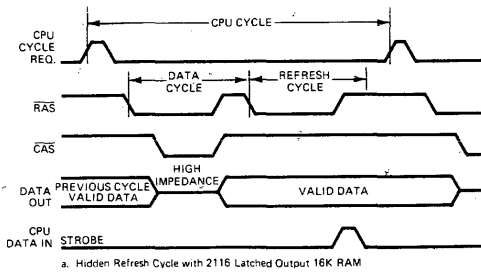 CPU CYCLE
CPU
CYCLE
REQ.
DATA
CYCLE
REFRESH
CYCLE
RAS
CAS
HIGH
IMPEDANCE
DATA
OUT
PREVIOUS CYCLE
VALID DATA
VALID DATA
CPU
DATA IN STROBE
a. Hidden Refresh Cycle with 2116 Latched Output 16K RAM